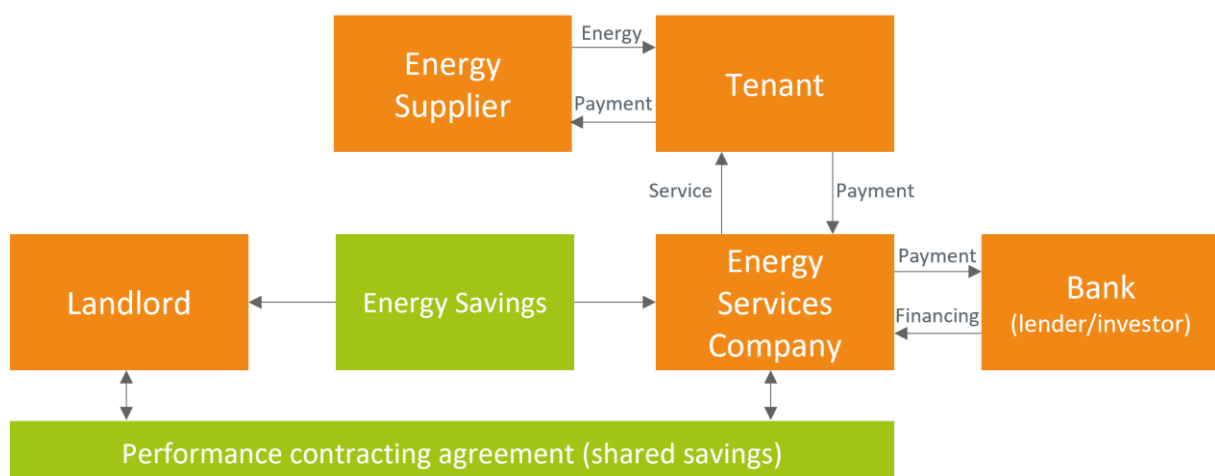 Energy
Energy
Supplier
Payment
Tenant
Service
Payment
Landlord
Energy Savings
Energy
Services
Company
Payment
Financing
Bank
(lender/investor)
Performance contracting agreement (shared savings)